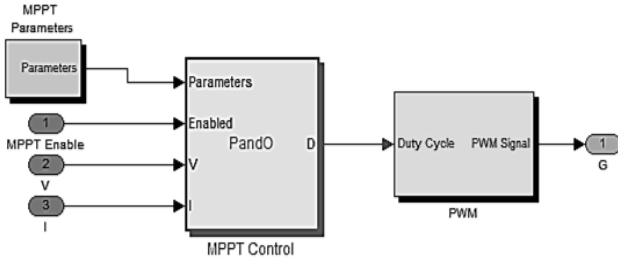 MPPT
Parameters
Parameters
Parameters
1
Enabled
MPPT Enable
PandO
D
Duty Cycle
PWM Signal
1
2
V
V
G
3
I
I
PWM
MPPT Control